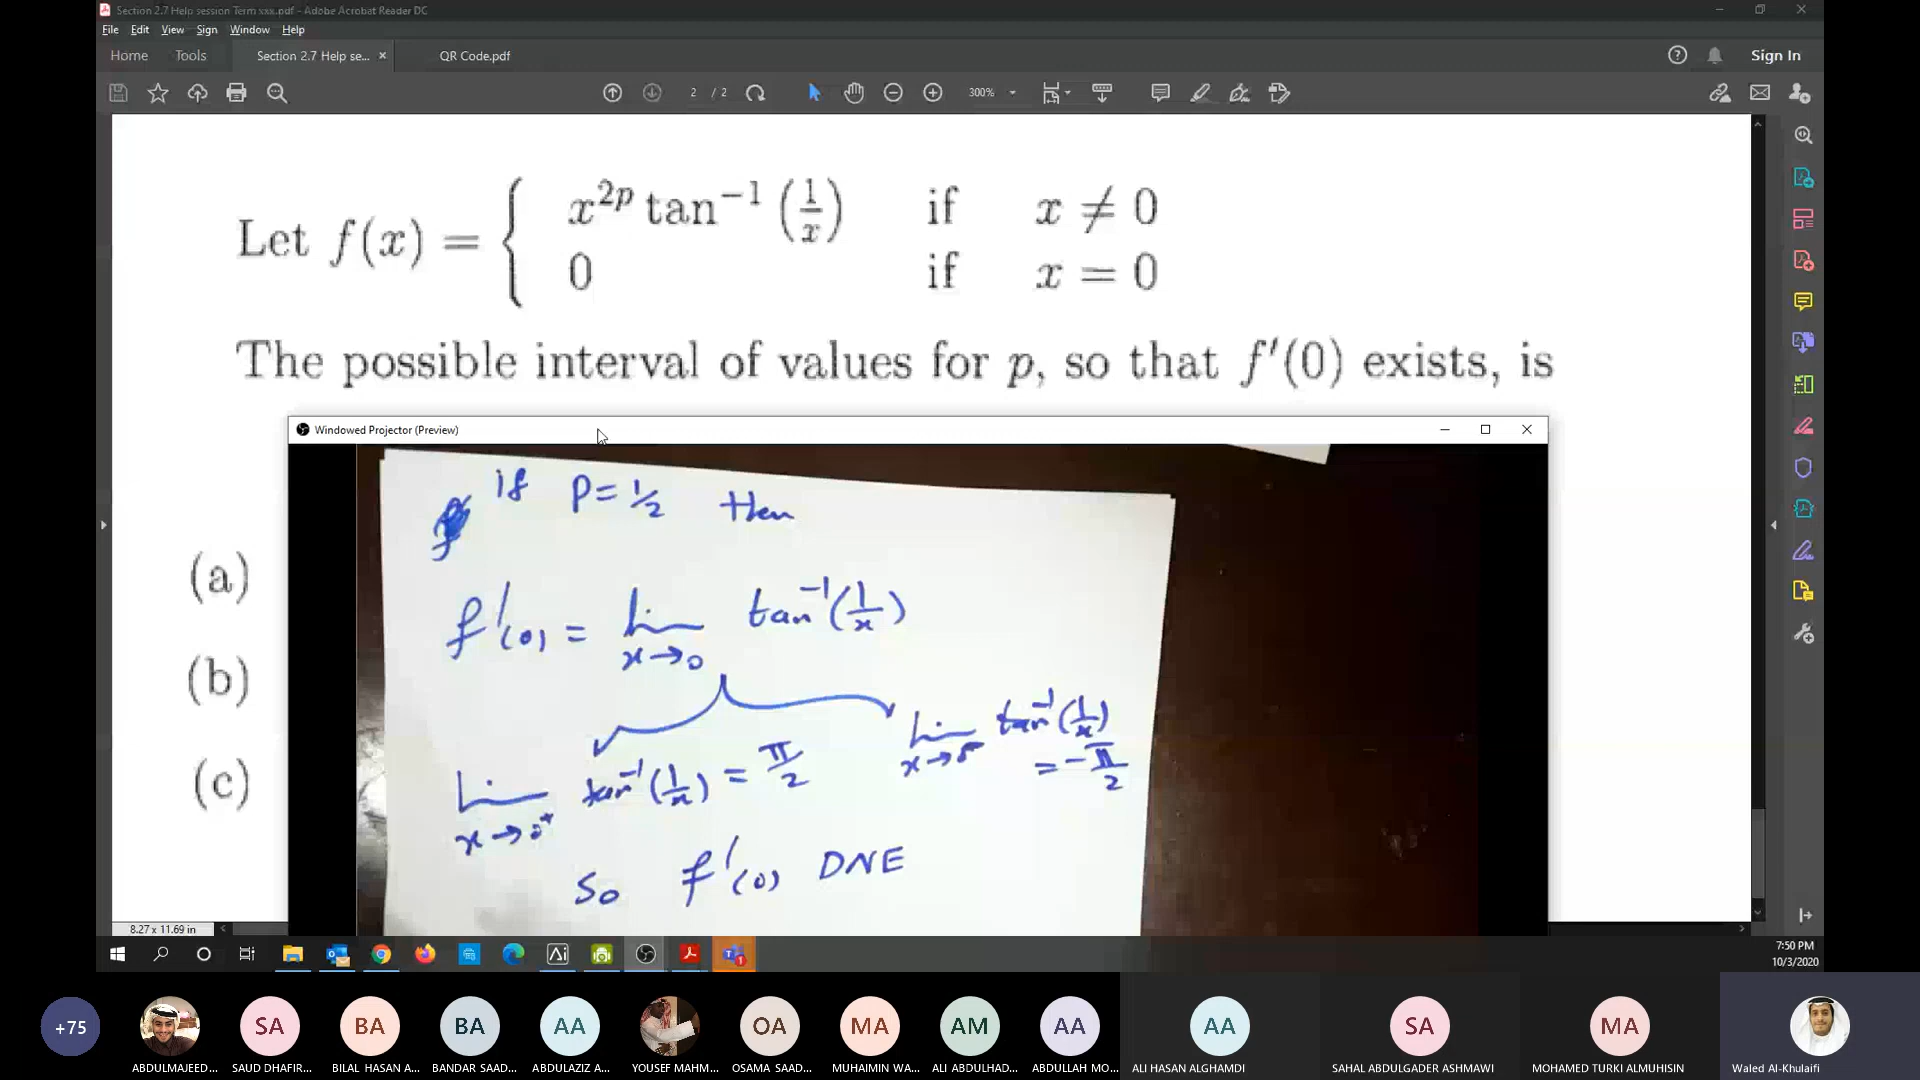 Section 2.7 Help session Term xxx.pdf - Adobe Acrobat Reader DC
File Edit View Sign Window Help
Home Tools Section 2.7 Help se... × QR Code.pdf Sign In
2 / 2 300%
Let f(x) = { x^{2p} tan^{-1} (1/x) if x ≠ 0
0 if x = 0
The possible interval of values for p, so that f'(0) exists, is
Windowed Projector (Preview)
if P = 1/2 then
f'(0) = lim x→0 tan^{-1}(1/x)
lim x→0^- tan^{-1}(1/x) = -π/2
lim x→0^+ tan^{-1}(1/x) = π/2
So f'(0) DNE
(a)
(b)
(c)
8.27 x 11.69 in
7:50 PM
10/3/2020
+75 SA BA BA AA OA MA AM AA AA SA MA
ABDULMAJEED... SAUD DHAFIR... BILAL HASAN A... BANDAR SAAD... ABDULAZIZ A... YOUSEF MAHM... OSAMA SAAD... MUHAIMIN WA... ALI ABDULHAD... ABDULLAH MO... ALI HASAN ALGHAMDI SAHAL ABDULGADER ASHMAWI MOHAMED TURKI ALMUHISIN Waled Al-Khulaifi